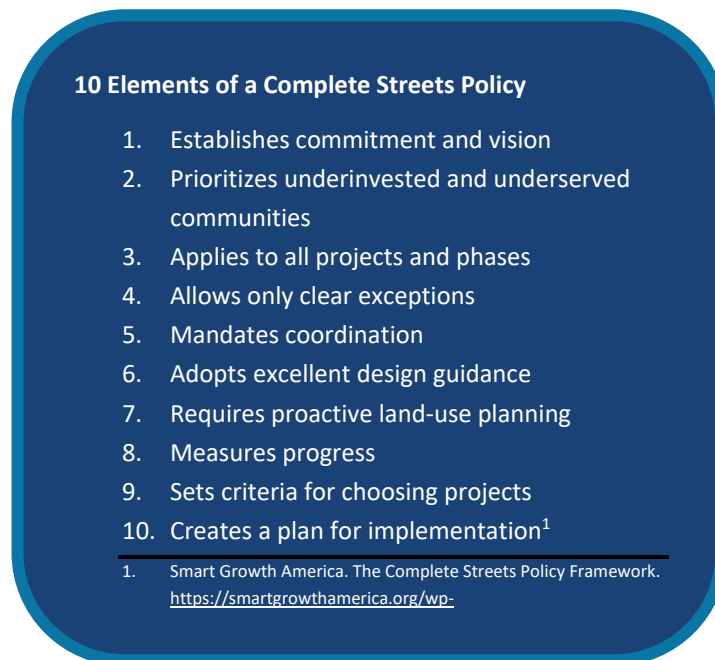 10 Elements of a Complete Streets Policy
1. Establishes commitment and vision
2. Prioritizes underinvested and underserved
communities
3. Applies to all projects and phases
4. Allows only clear exceptions
5. Mandates coordination
6. Adopts excellent design guidance
7. Requires proactive land-use planning
8. Measures progress
9. Sets criteria for choosing projects
10. Creates a plan for implementation¹
1. Smart Growth America. The Complete Streets Policy Framework.
https://smartgrowthamerica.org/wp-